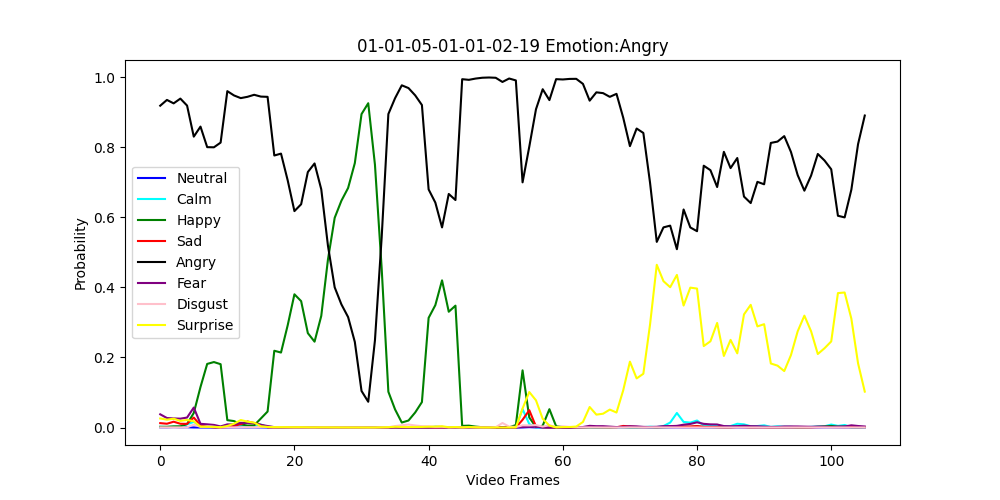 01-01-05-01-01-02-19 Emotion:Angry
Probability
1.0
0.8
0.6
0.4
0.2
0.0
Neutral
Calm
Happy
Sad
Angry
Fear
Disgust
Surprise
0 20 40 60 80 100
Video Frames